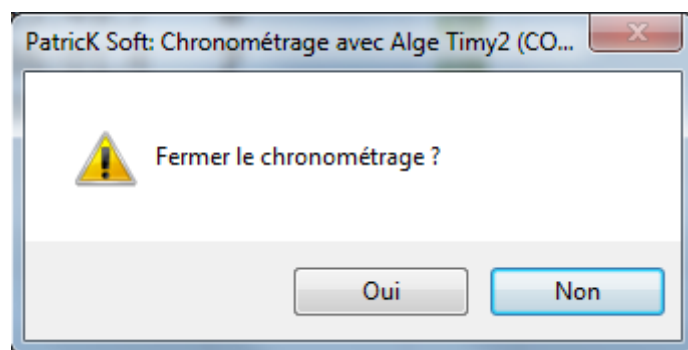 PatricK Soft: Chronométrage avec Alge Timy2 (CO...
Fermer le chronométrage ?
Oui
Non